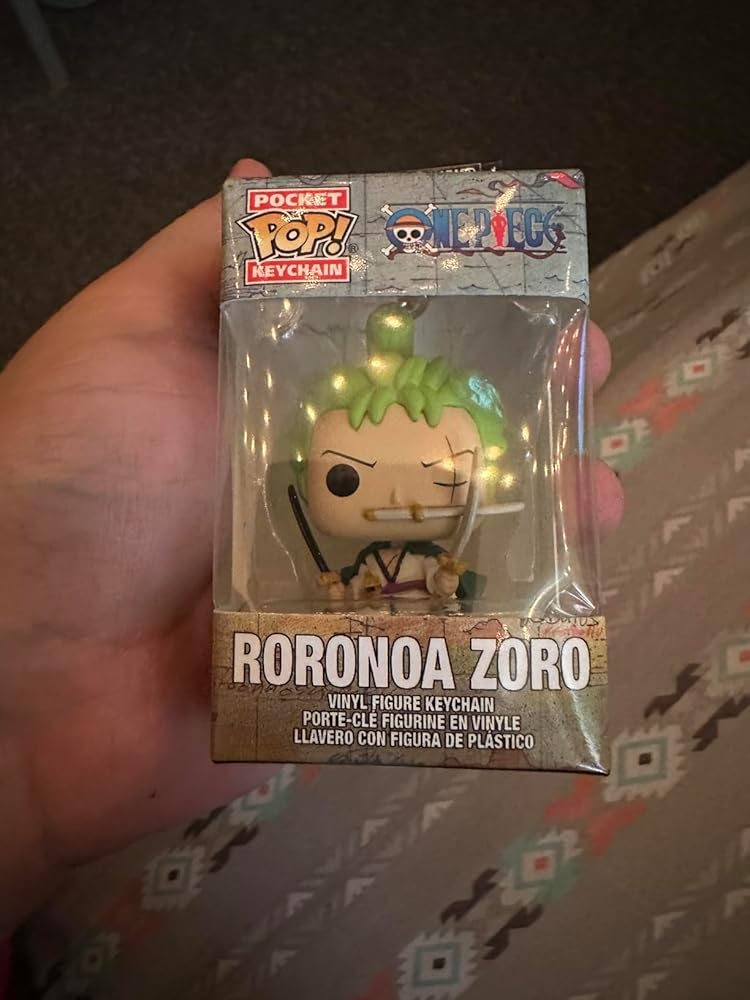 POCKET
POP!
KEYCHAIN
ONE PIECE
RORONOA ZORO
VINYL FIGURE KEYCHAIN
PORTE-CLÉ FIGURINE EN VINYLE
LLAVERO CON FIGURA DE PLÁSTICO